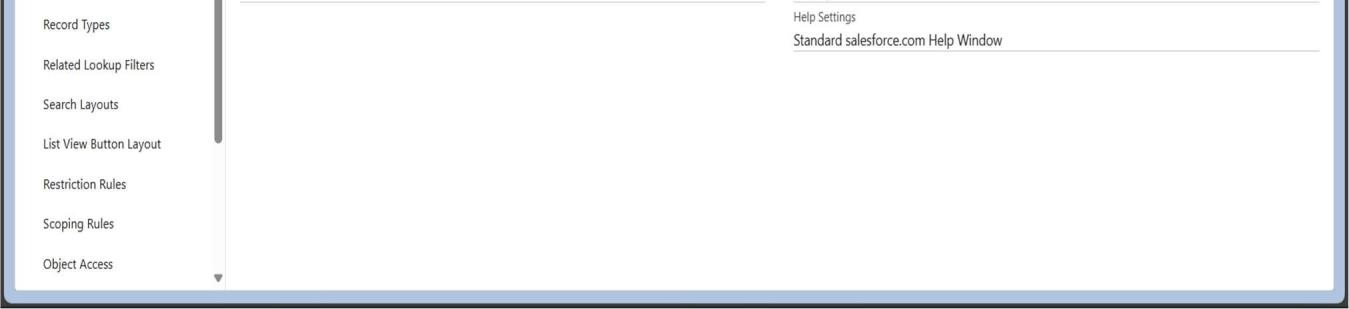 Record Types
Related Lookup Filters
Search Layouts
List View Button Layout
Restriction Rules
Scoping Rules
Object Access
Help Settings
Standard salesforce.com Help Window